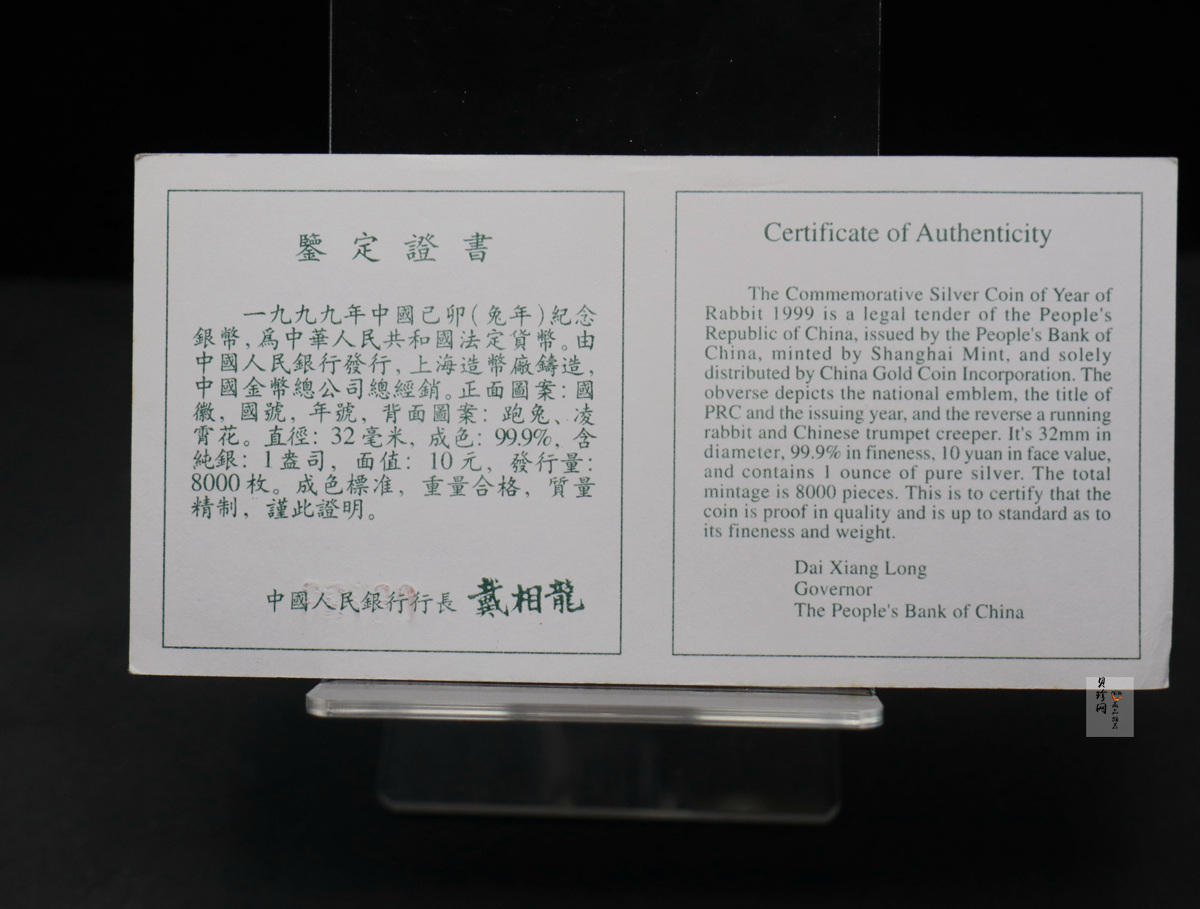 鑒定證書
一九九九年中國己卯(兔年)紀念
銀幣,為中華人民共和國法定貨幣。由
中國人民銀行發行,上海造幣廠鑄造,
中國金幣總公司總經銷。正面圖案:國
徽,國號,年號,背面圖案:跑兔、凌
霄花。直徑:32毫米,成色:99.9%,含
純銀:1盎司,面值:10元,發行量:
8000枚。成色標准,重量合格,質量
精制,謹此證明。
中國人民銀行行長 戴相龍
Certificate of Authenticity
The Commemorative Silver Coin of Year of
Rabbit 1999 is a legal tender of the People's
Republic of China, issued by the People's Bank of
China, minted by Shanghai Mint, and solely
distributed by China Gold Coin Incorporation. The
obverse depicts the national emblem, the title of
PRC and the issuing year, and the reverse a running
rabbit and Chinese trumpet creeper. It's 32mm in
diameter, 99.9% in fineness, 10 yuan in face value,
and contains 1 ounce of pure silver. The total
mintage is 8000 pieces. This is to certify that the
coin is proof in quality and is up to standard as to
its fineness and weight.
Dai Xiang Long
Governor
The People's Bank of China
貝珍网